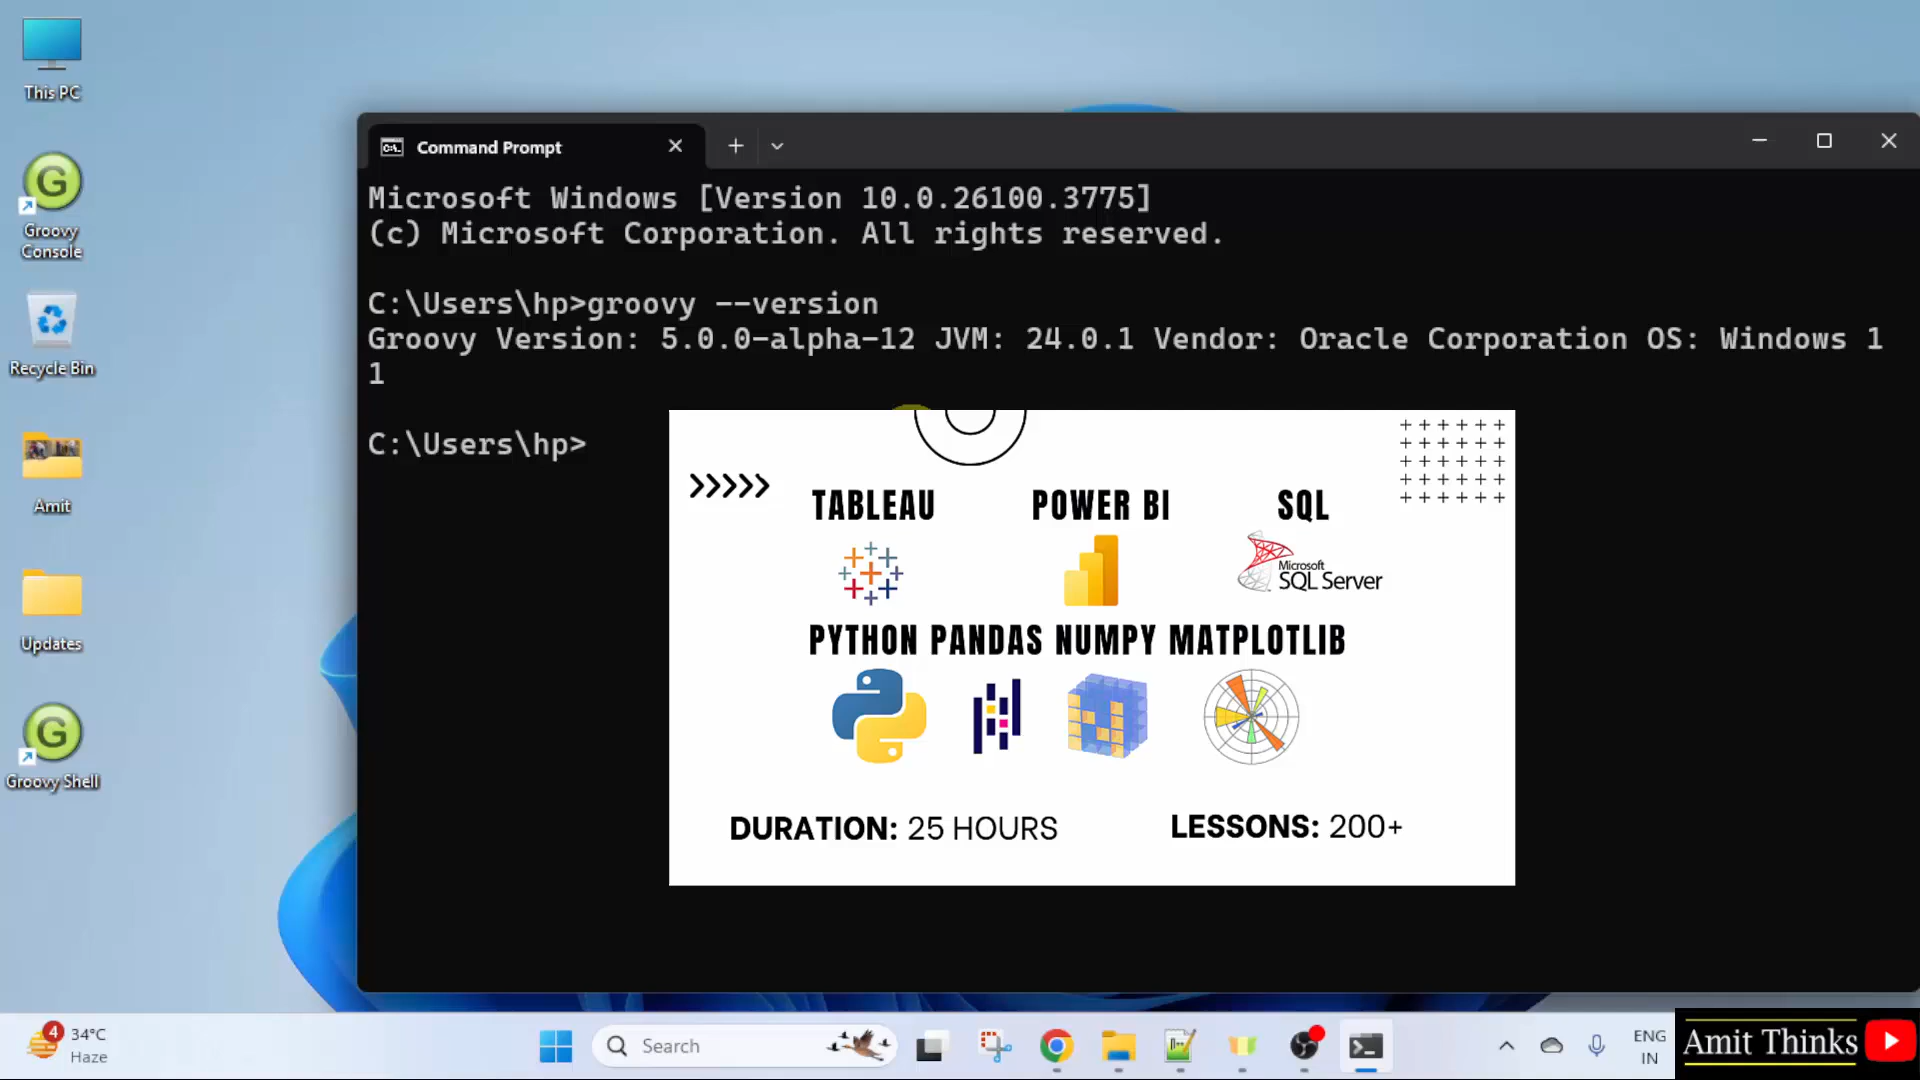 This PC
Groovy
Console
Recycle Bin
Amit
Updates
Groovy Shell
Command Prompt
Microsoft Windows [Version 10.0.26100.3775]
(c) Microsoft Corporation. All rights reserved.
C:\Users\hp>groovy --version
Groovy Version: 5.0.0-alpha-12 JVM: 24.0.1 Vendor: Oracle Corporation OS: Windows 1
1
C:\Users\hp>
TABLEAU
POWER BI
SQL
Microsoft
SQL Server
PYTHON PANDAS NUMPY MATPLOTLIB
DURATION: 25 HOURS
LESSONS: 200+
4
34°C
Haze
Search
ENG
IN
Amit Thinks